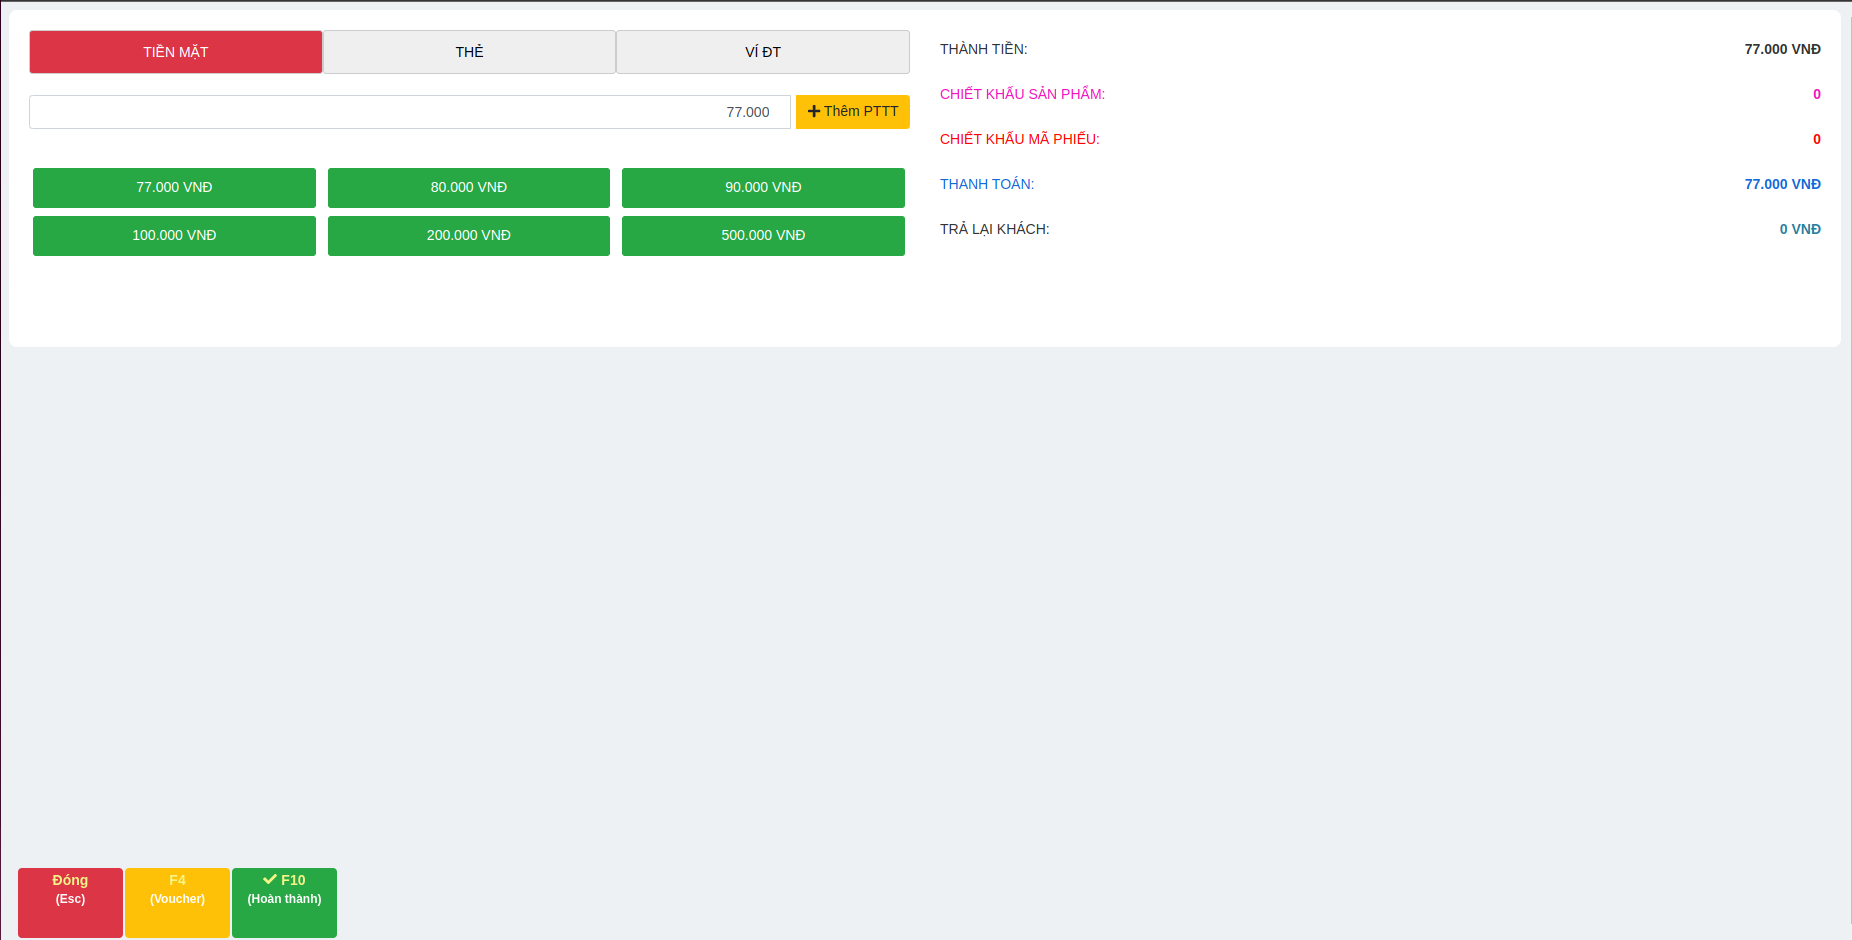 TIỀN MẶT
THẺ
VÍ ĐT
77.000
Thêm PTTT
77.000 VNĐ
80.000 VNĐ
90.000 VNĐ
100.000 VNĐ
200.000 VNĐ
500.000 VNĐ
THÀNH TIỀN: 77.000 VNĐ
CHIẾT KHẤU SẢN PHẨM: 0
CHIẾT KHẤU MÃ PHIẾU: 0
THANH TOÁN: 77.000 VNĐ
TRẢ LẠI KHÁCH: 0 VNĐ
Đóng
(Esc)
F4
(Voucher)
F10
(Hoàn thành)